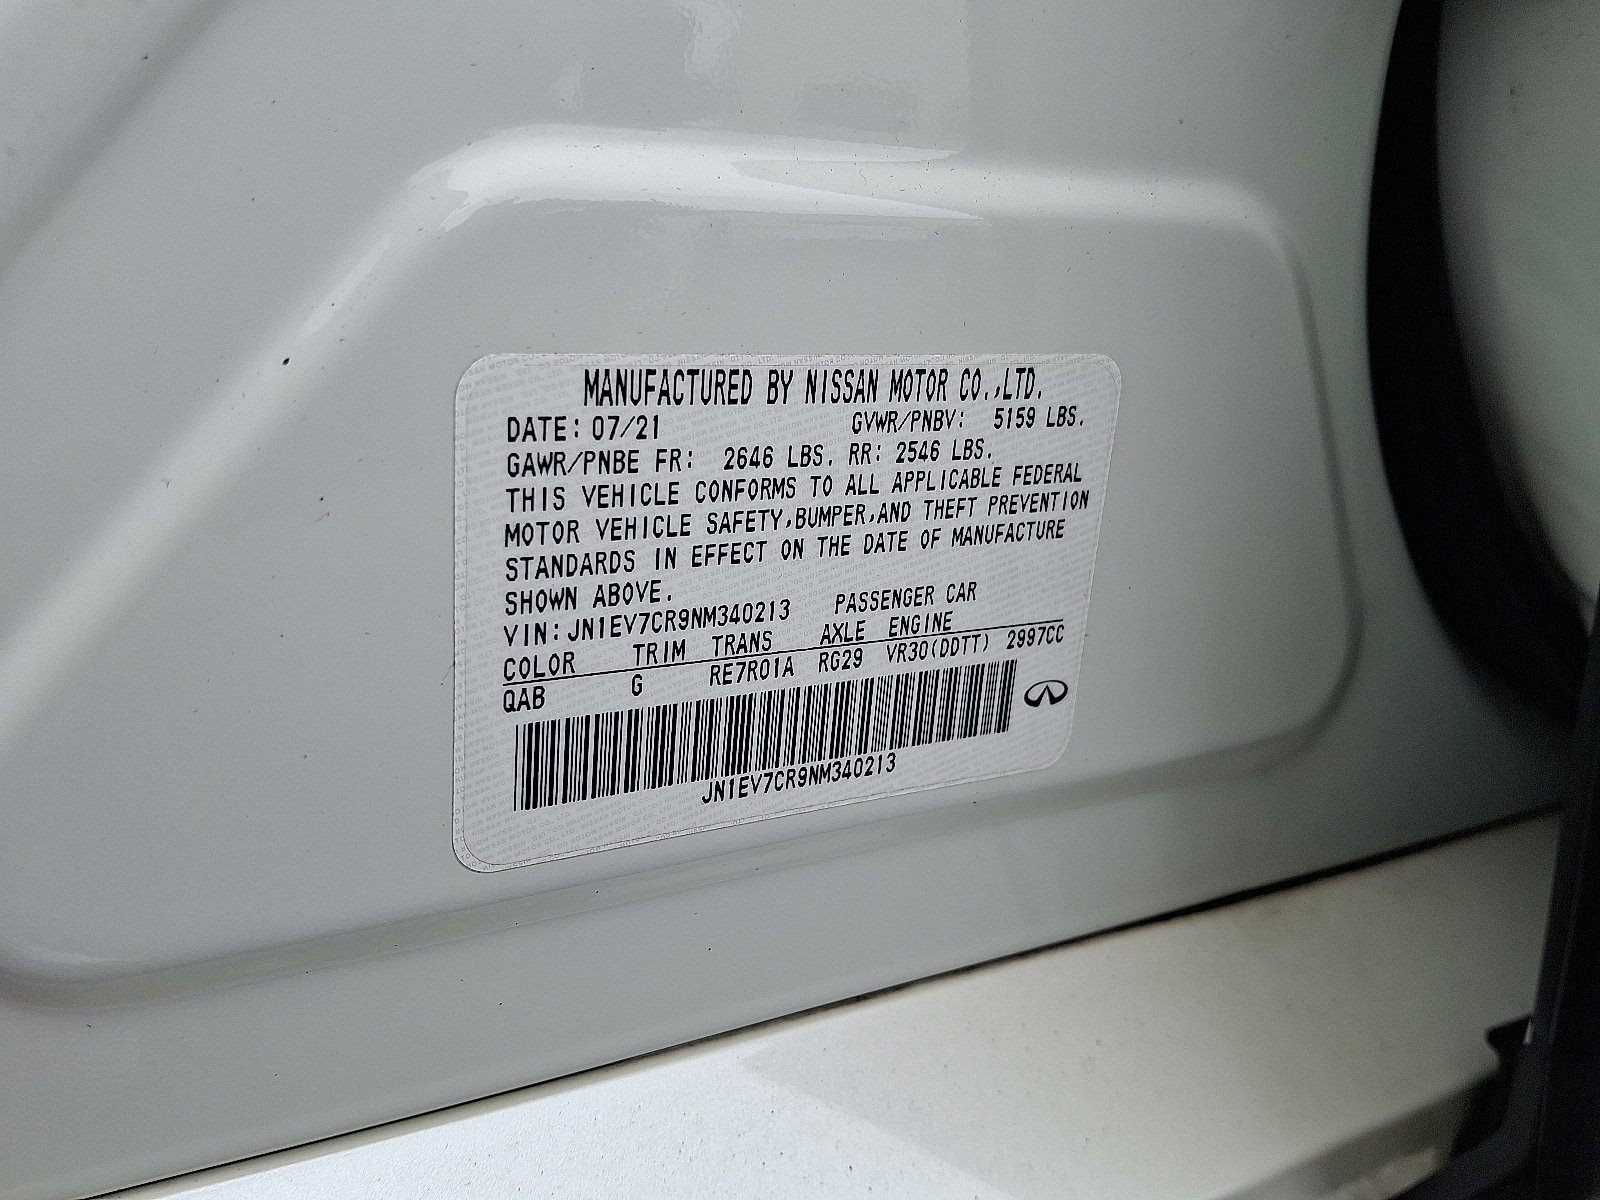 MANUFACTURED BY NISSAN MOTOR CO.,LTD.
DATE: 07/21 GVWR/PNBV: 5159 LBS.
GAWR/PNBE FR: 2646 LBS. RR: 2546 LBS.
THIS VEHICLE CONFORMS TO ALL APPLICABLE FEDERAL
MOTOR VEHICLE SAFETY,BUMPER,AND THEFT PREVENTION
STANDARDS IN EFFECT ON THE DATE OF MANUFACTURE
SHOWN ABOVE.
VIN: JN1EV7CR9NM340213 PASSENGER CAR
COLOR TRIM TRANS AXLE ENGINE
QAB G RE7R01A RG29 VR30(DDTT) 2997CC
JN1EV7CR9NM340213